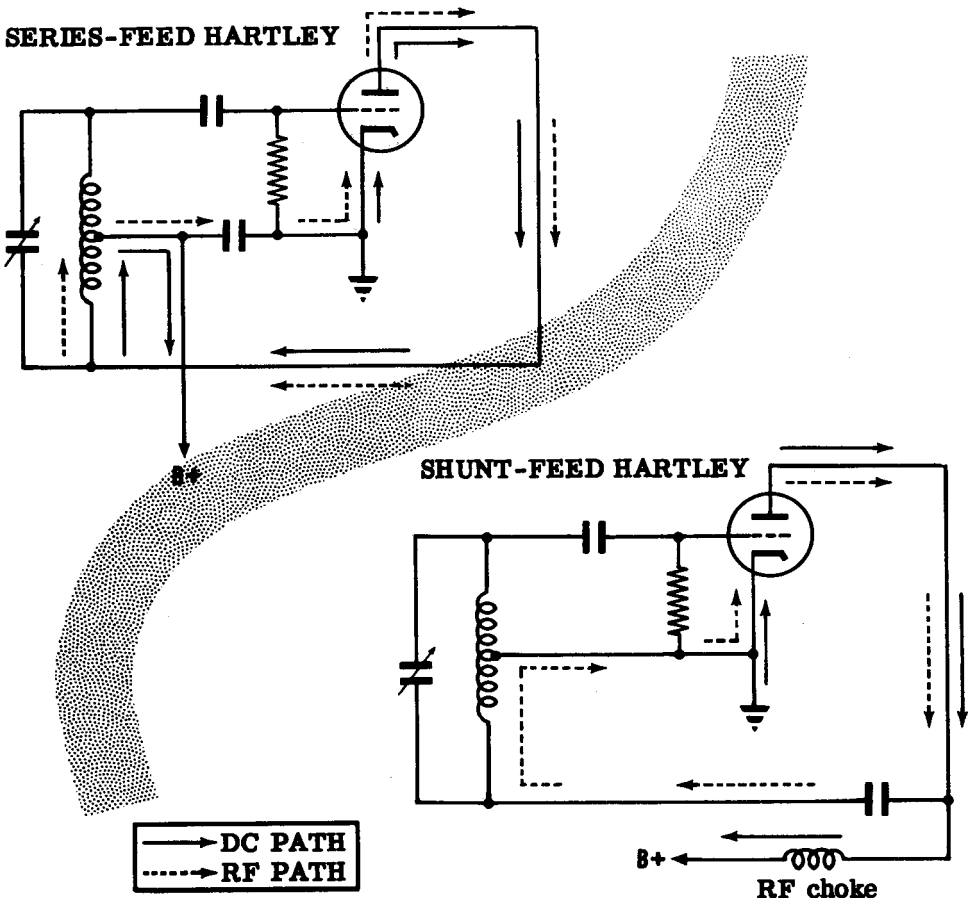 SERIES-FEED HARTLEY
B+
SHUNT-FEED HARTLEY
B+
RF choke
DC PATH
RF PATH